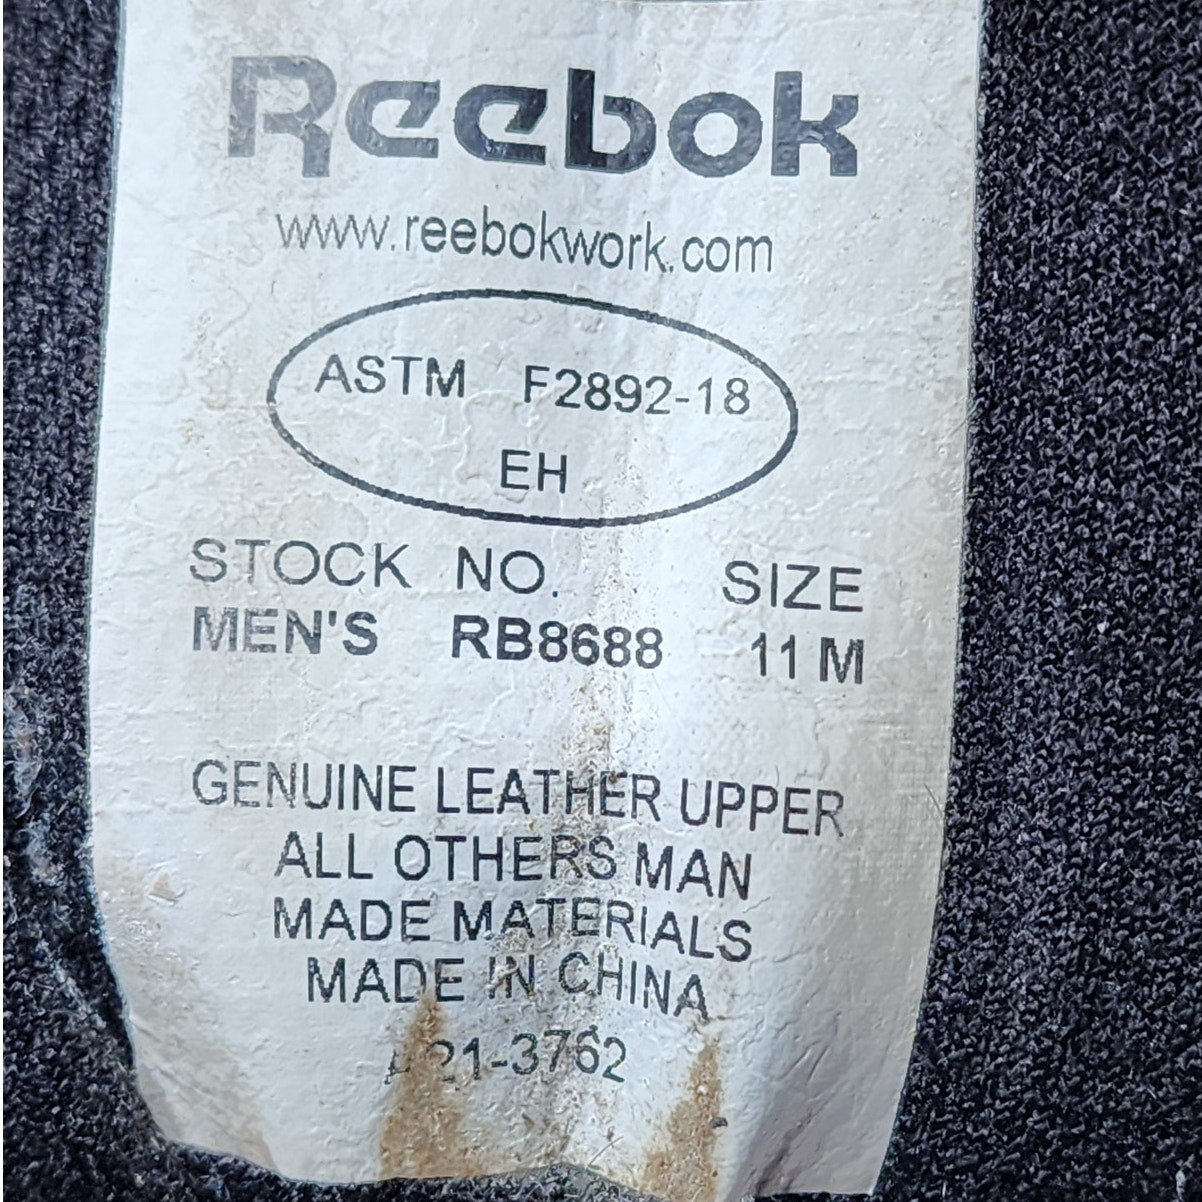 Reebok
www.reebokwork.com
ASTM F2892-18
EH
STOCK NO. SIZE
MEN'S RB8688 11 M
GENUINE LEATHER UPPER
ALL OTHERS MAN
MADE MATERIALS
MADE IN CHINA
A21-3762